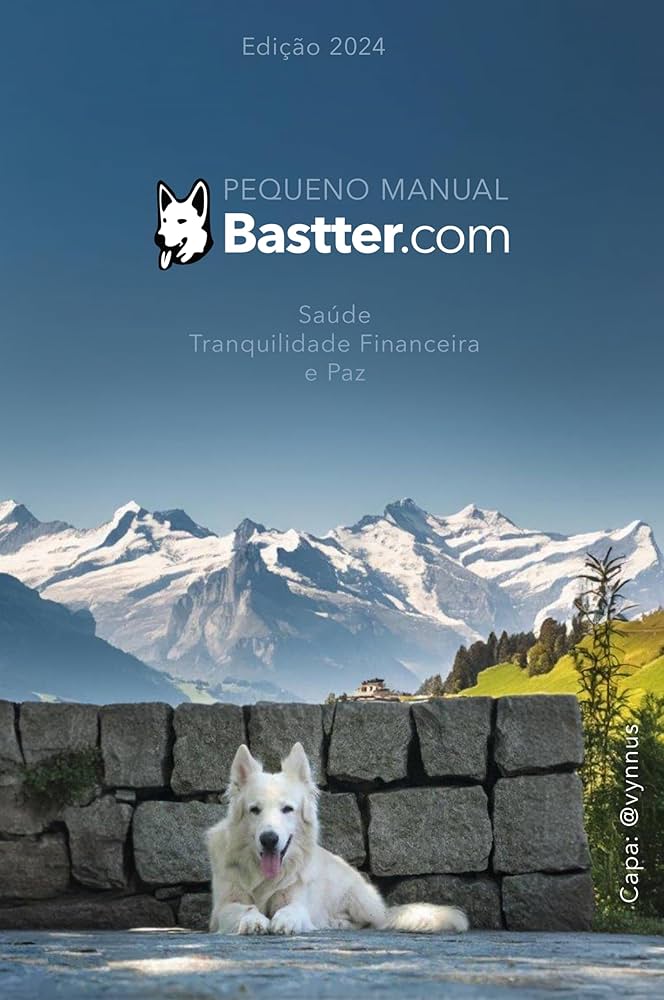 Edição 2024
PEQUENO MANUAL
Bastter.com
Saúde
Tranquilidade Financeira
e Paz
Capa: @vynnus